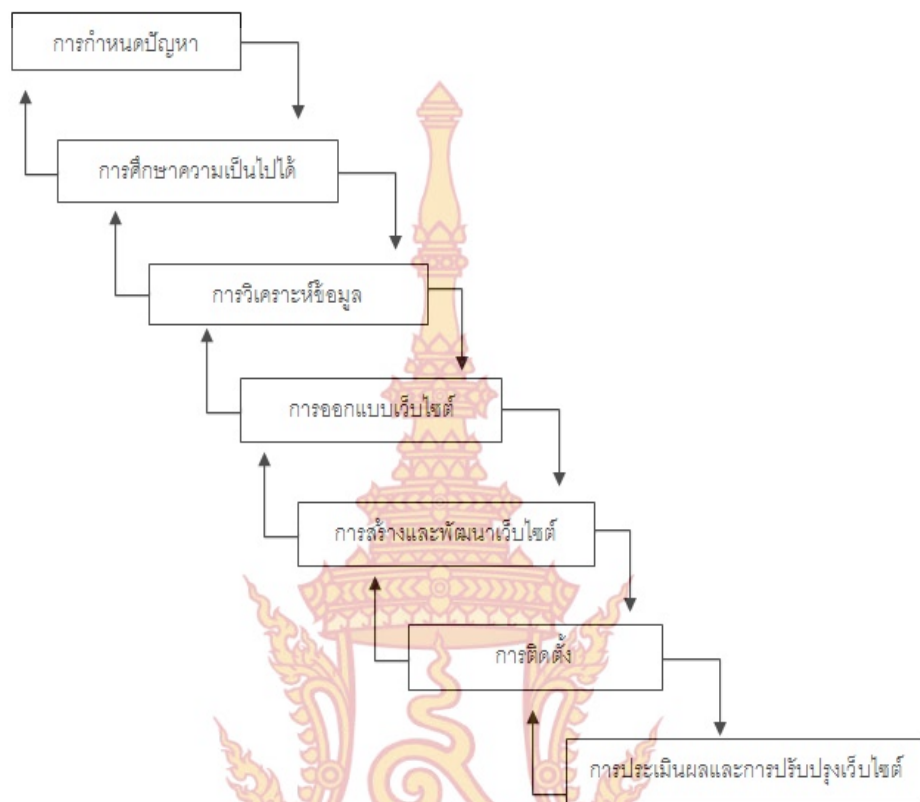 การกำหนดปัญหา
การศึกษาความเป็นไปได้
การวิเคราะห์ข้อมูล
การออกแบบเว็บไซต์
การสร้างและพัฒนาเว็บไซต์
การติดตั้ง
การประเมินผลและการปรับปรุงเว็บไซต์